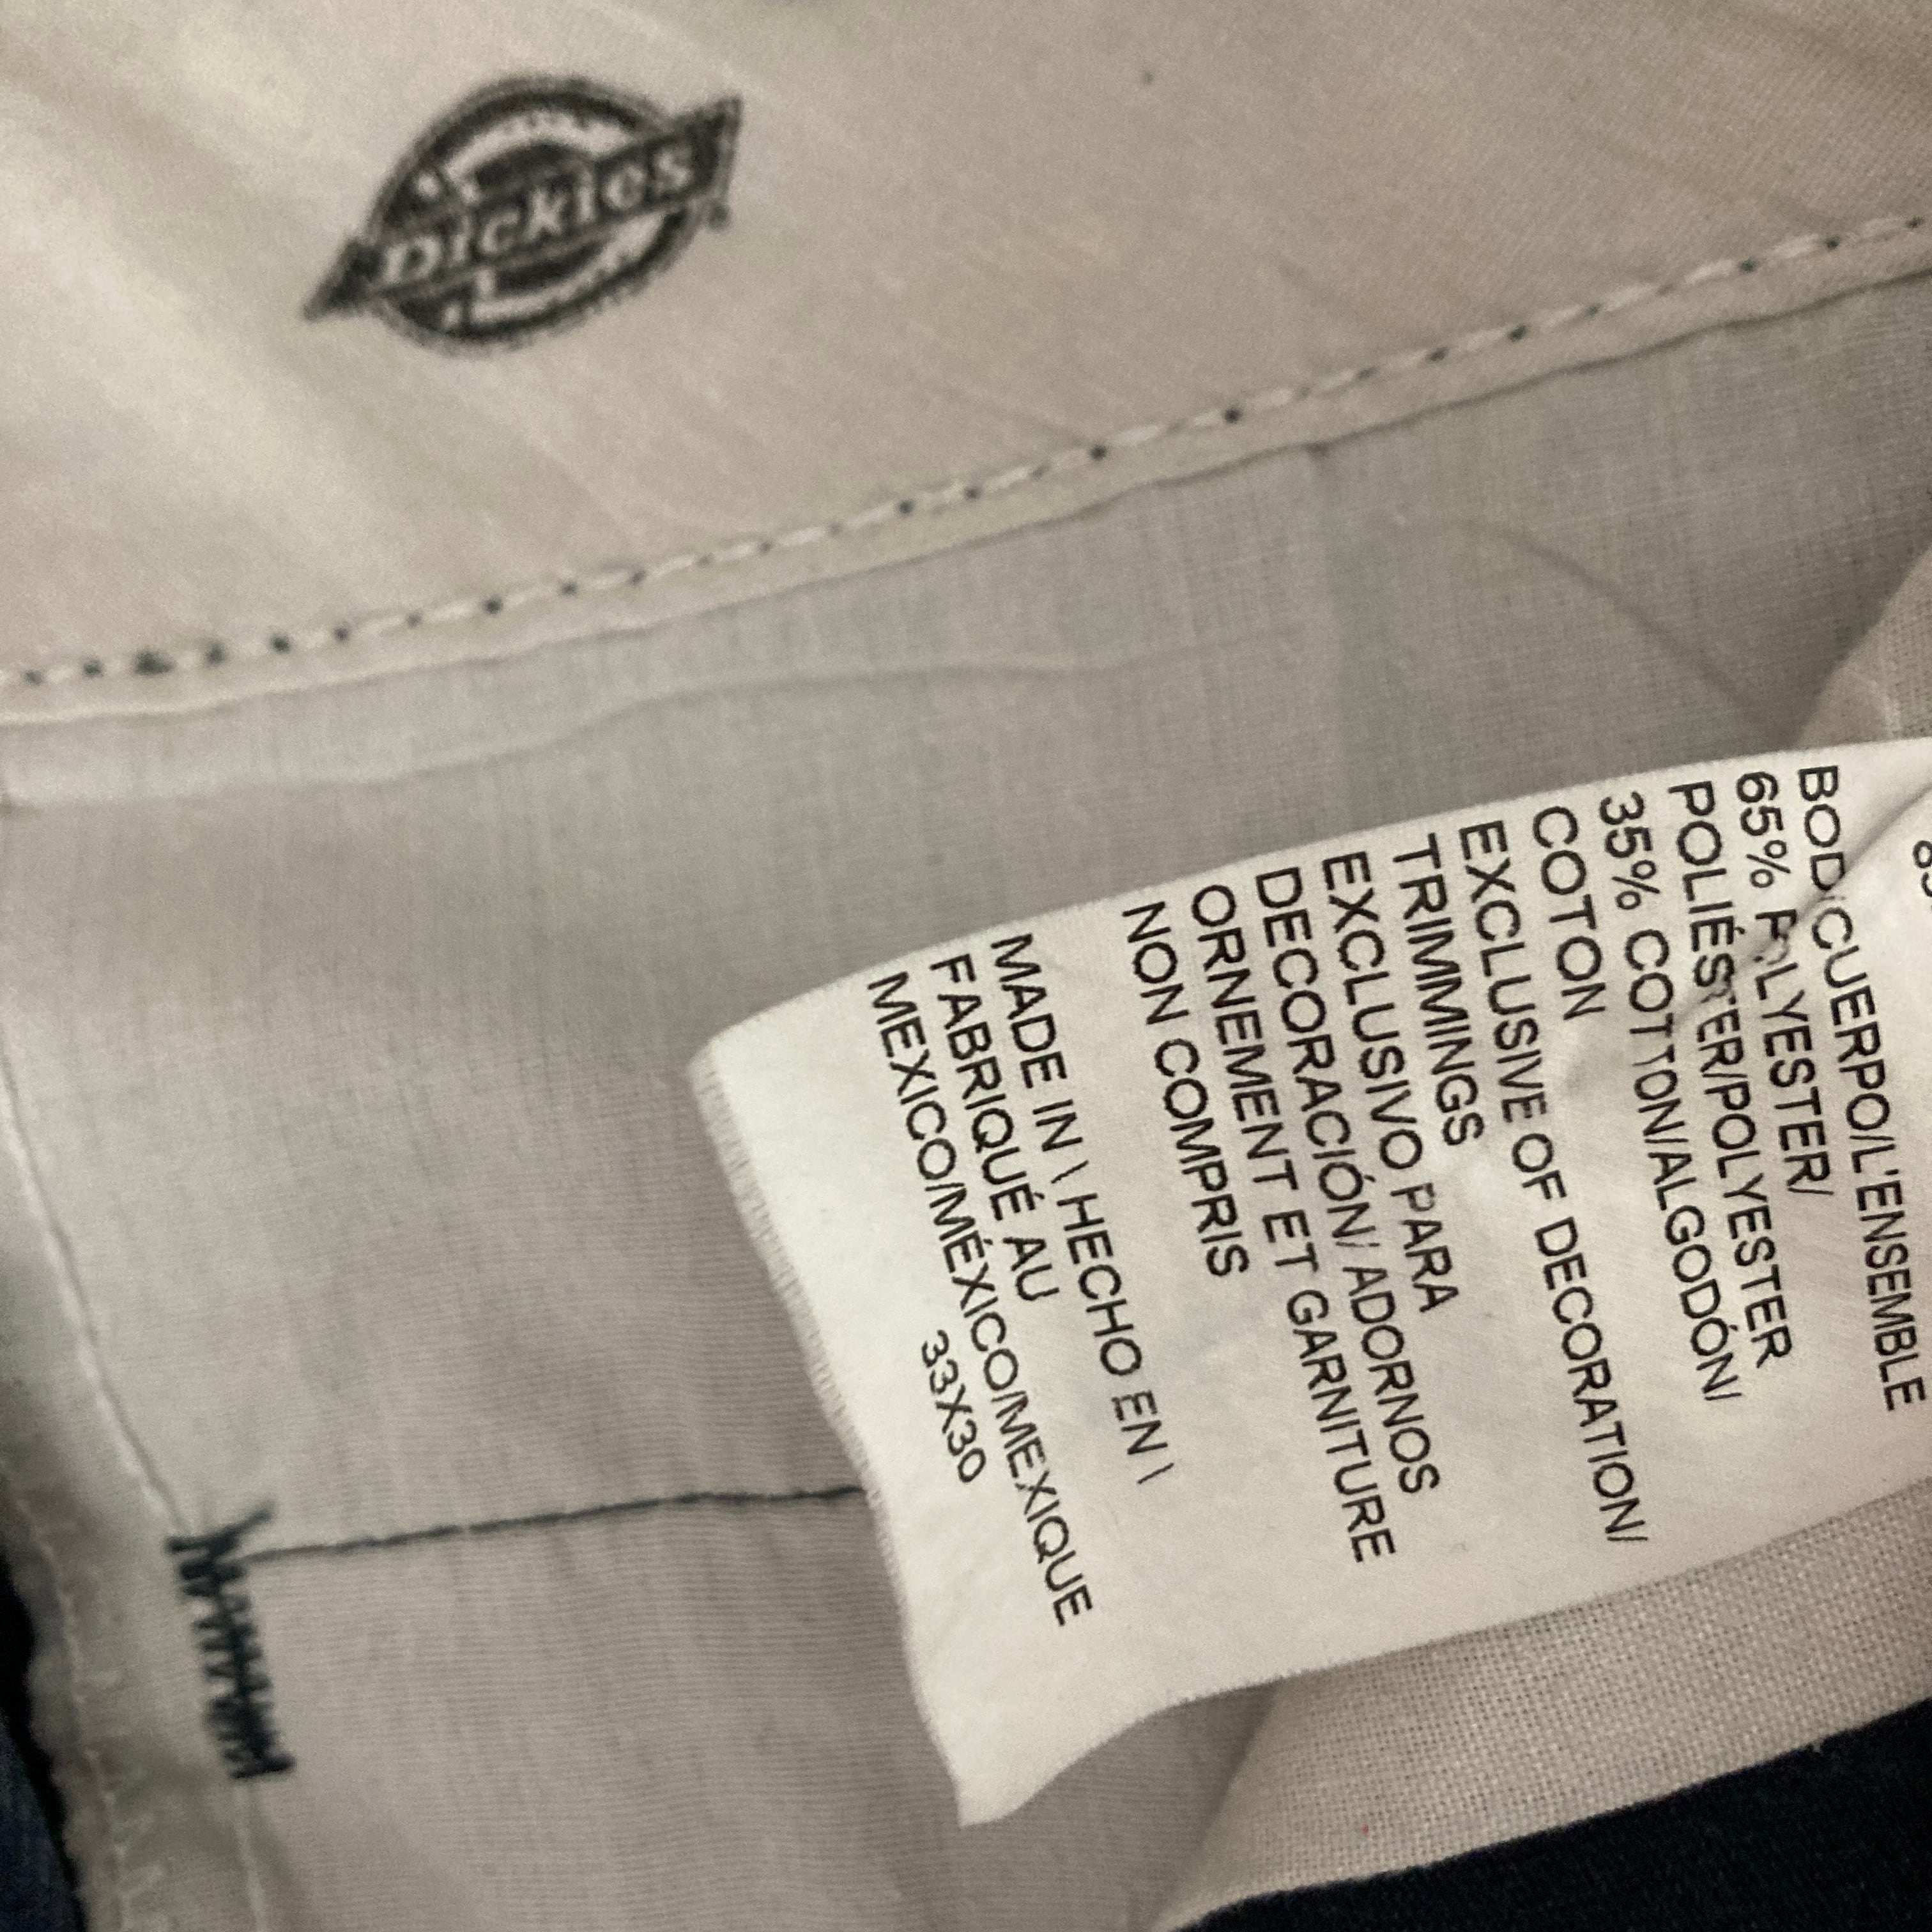 Dickies
BODY/CUERPO/L'ENSEMBLE
65% POLYESTER/
POLIÉSTER/POLYESTER
35% COTTON/ALGODÓN/
COTON
EXCLUSIVE OF DECORATION/
TRIMMINGS
EXCLUSIVO PARA
DECORACIÓN/ ADORNOS
ORNEMENT ET GARNITURE
NON COMPRIS
MADE IN \ HECHO EN \
FABRIQUÉ AU
MEXICO/MÉXICO/MEXIQUE
33X30